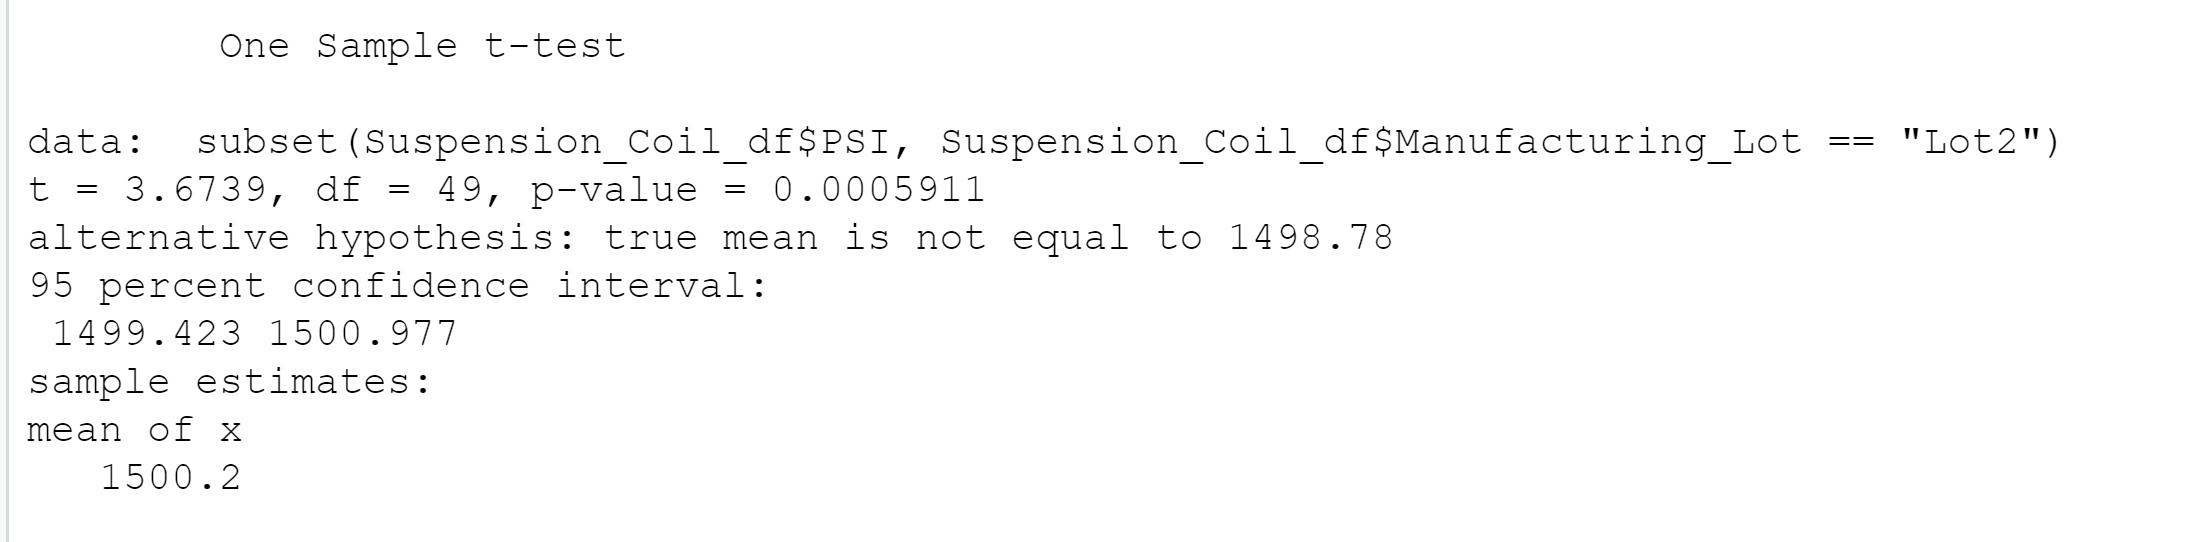 One Sample t-test
data:  subset(Suspension_Coil_df$PSI, Suspension_Coil_df$Manufacturing_Lot == "Lot2")
t = 3.6739, df = 49, p-value = 0.0005911
alternative hypothesis: true mean is not equal to 1498.78
95 percent confidence interval:
1499.423 1500.977
sample estimates:
mean of x
1500.2